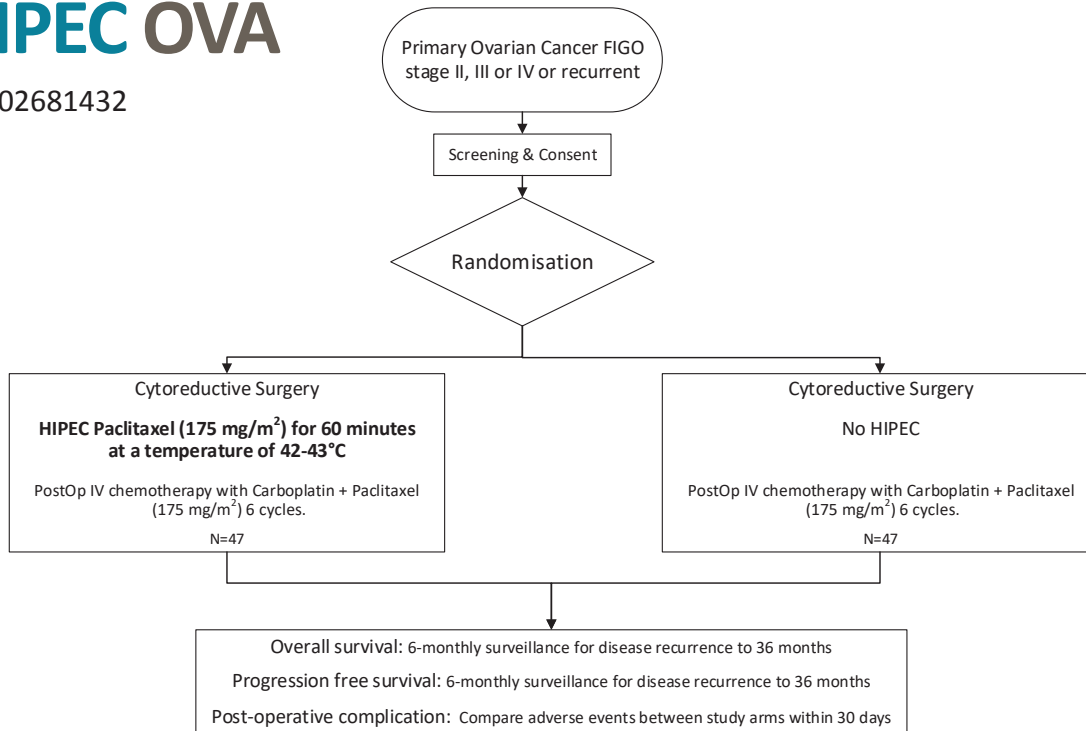 IPEC OVA
02681432
Primary Ovarian Cancer FIGO
stage II, III or IV or recurrent
Screening & Consent
Randomisation
Cytoreductive Surgery
HIPEC Paclitaxel (175 mg/m²) for 60 minutes
at a temperature of 42-43°C
PostOp IV chemotherapy with Carboplatin + Paclitaxel
(175 mg/m²) 6 cycles.
N=47
Cytoreductive Surgery
No HIPEC
PostOp IV chemotherapy with Carboplatin + Paclitaxel
(175 mg/m²) 6 cycles.
N=47
Overall survival: 6-monthly surveillance for disease recurrence to 36 months
Progression free survival: 6-monthly surveillance for disease recurrence to 36 months
Post-operative complication: Compare adverse events between study arms within 30 days